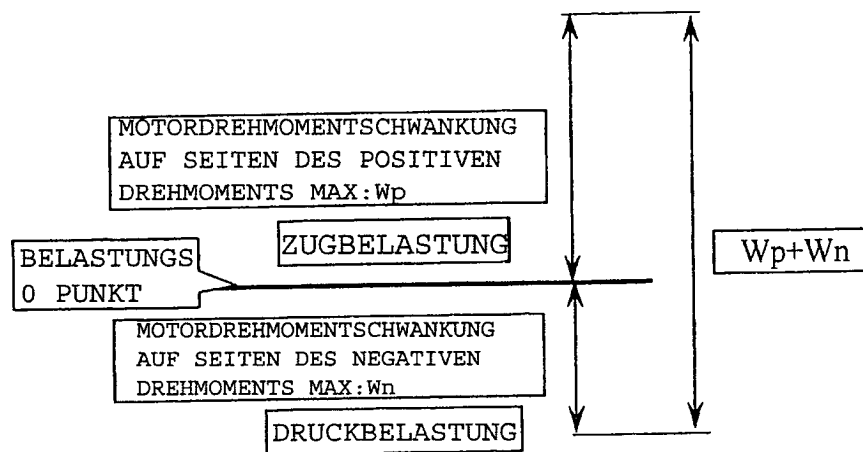 MOTORDREHMOMENTSCHWANKUNG
AUF SEITEN DES POSITIVEN
DREHMOMENTS MAX:Wp
ZUGBELASTUNG
BELASTUNGS
0 PUNKT
Wp+Wn
MOTORDREHMOMENTSCHWANKUNG
AUF SEITEN DES NEGATIVEN
DREHMOMENTS MAX:Wn
DRUCKBELASTUNG